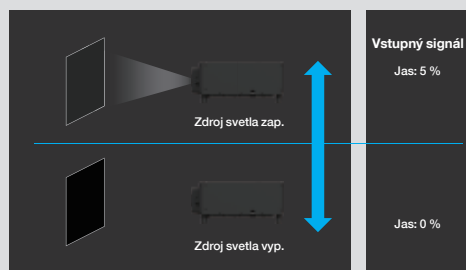 Vstupný signál
Jas: 5 %
Zdroj svetla zap.
Jas: 0 %
Zdroj svetla vyp.